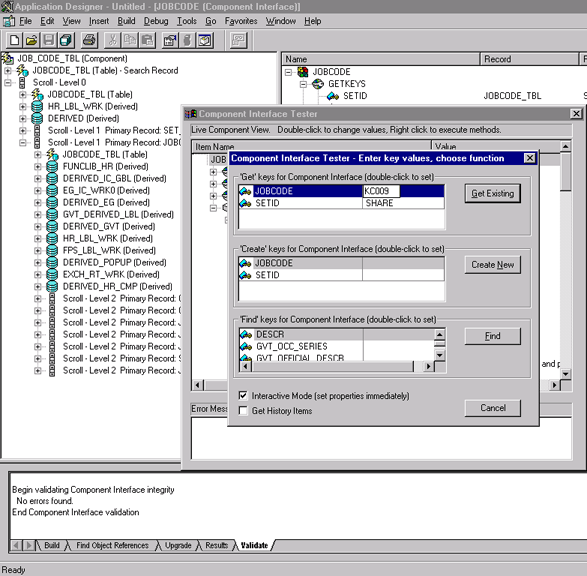 Application Designer - Untitled - [JOBCODE (Component Interface)]
File Edit View Insert Build Debug Tools Go Favorites Window Help
JOB_CODE_TBL (Component)
JOBCODE_TBL (Table) - Search Record
Scroll - Level 0
JOBCODE_TBL (Table)
HR_LBL_WRK (Derived)
DERIVED (Derived)
Scroll - Level 1 Primary Record: SET_
Scroll - Level 1 Primary Record: JOBC
JOBCODE_TBL (Table)
FUNCLIB_HR (Derived)
DERIVED_IC_GBL (Derived)
EG_IC_WRK0 (Derived)
DERIVED_EG (Derived)
GVT_DERIVED_LBL (Derived)
DERIVED_GVT (Derived)
HR_LBL_WRK (Derived)
FPS_LBL_WRK (Derived)
DERIVED_POPUP (Derived)
EXCH_RT_WRK (Derived)
DERIVED_HR_CMP (Derived)
Scroll - Level 2 Primary Record:
Scroll - Level 2 Primary Record:
Scroll - Level 2 Primary Record: J
Scroll - Level 2 Primary Record: J
Scroll - Level 2 Primary Record: J
Scroll - Level 2 Primary Record: S
Scroll - Level 2 Primary Record: J
Name Record F
JOBCODE
GETKEYS
SETID JOBCODE_TBL S
Component Interface Tester
Live Component View. Double-click to change values, Right click to execute methods.
Item Name Value
JOB
Component Interface Tester - Enter key values, choose function
'Get' keys for Component Interface (double-click to set)
JOBCODE KC009
SETID SHARE
Get Existing
'Create' keys for Component Interface (double-click to set)
JOBCODE
SETID
Create New
'Find' keys for Component Interface (double-click to set)
DESCR
GVT_OCC_SERIES
GVT_OFFICIAL_DESCR
Find
and p
Interactive Mode (set properties immediately)
Get History Items
Cancel
Error Mess
Begin validating Component Interface integrity
No errors found.
End Component Interface validation
Build Find Object References Upgrade Results Validate
Ready